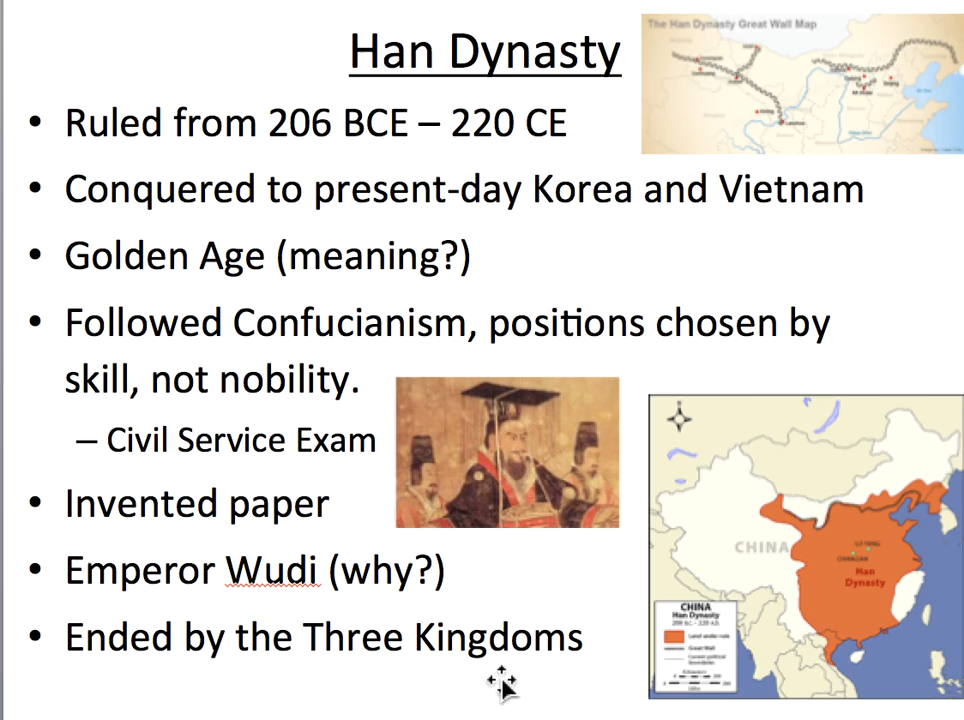 Han Dynasty
The Han Dynasty Great Wall Map
• Ruled from 206 BCE – 220 CE
• Conquered to present-day Korea and Vietnam
• Golden Age (meaning?)
• Followed Confucianism, positions chosen by
skill, not nobility.
– Civil Service Exam
• Invented paper
• Emperor Wudi (why?)
• Ended by the Three Kingdoms
CHINA
Han
Dynasty
CHINA
Han Dynasty
Great Wall